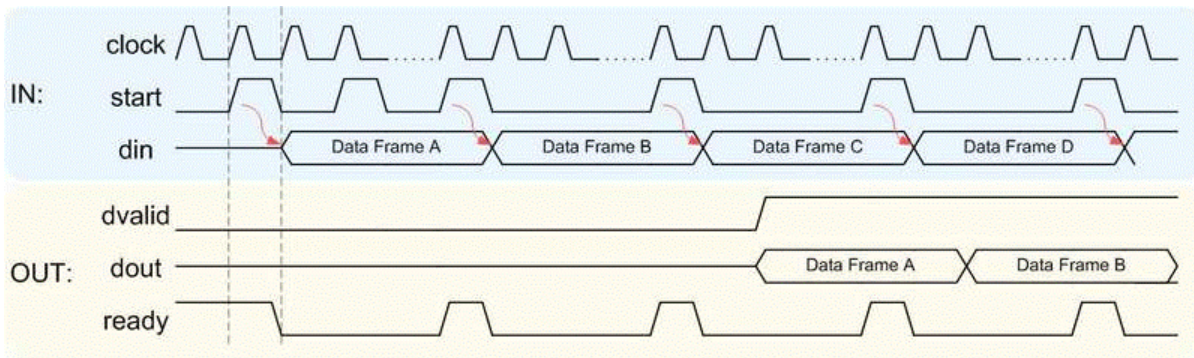 clock
IN:
start
din
Data Frame A
Data Frame B
Data Frame C
Data Frame D
dvalid
OUT:
dout
Data Frame A
Data Frame B
ready